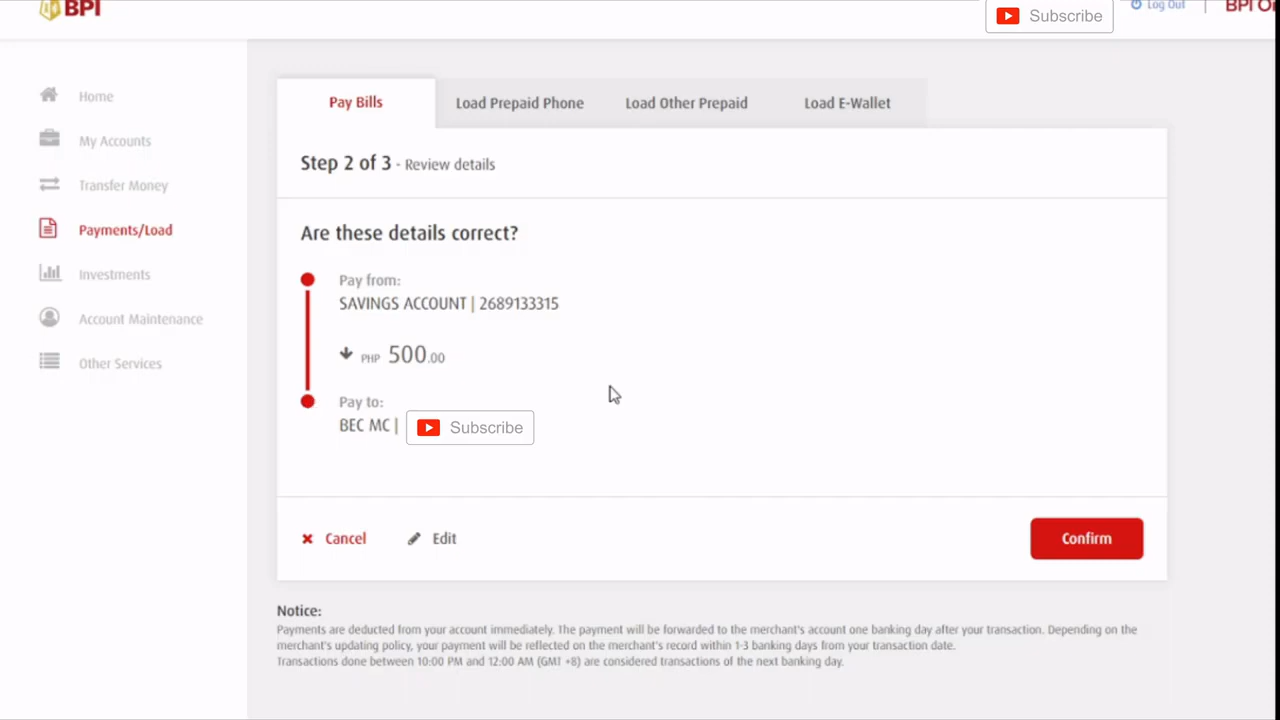 BPI
Subscribe
Log Out
Home
My Accounts
Transfer Money
Payments/Load
Investments
Account Maintenance
Other Services
Pay Bills
Load Prepaid Phone
Load Other Prepaid
Load E-Wallet
Step 2 of 3 - Review details
Are these details correct?
Pay from:
SAVINGS ACCOUNT | 2689133315
PHP 500.00
Pay to:
BEC MC |
Subscribe
Cancel
Edit
Confirm
Notice:
Payments are deducted from your account immediately. The payment will be forwarded to the merchant's account one banking day after your transaction. Depending on the
merchant's updating policy, your payment will be reflected on the merchant's record within 1-3 banking days from your transaction date.
Transactions done between 10:00 PM and 12:00 AM (GMT +8) are considered transactions of the next banking day.